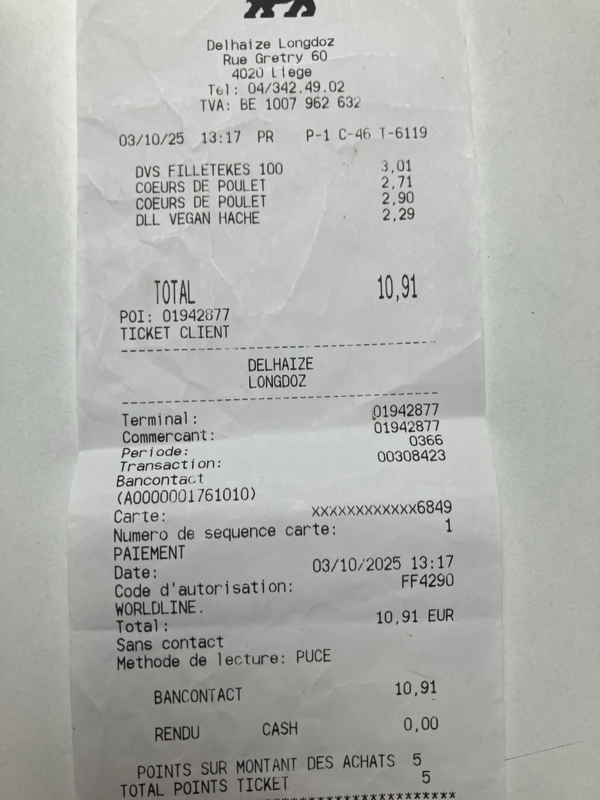 Delhaize Longdoz
Rue Gretry 60
4020 Liege
Tel: 04/342.49.02
TVA: BE 1007 962 632
03/10/25 13:17 PR P-1 C-46 T-6119
DVS FILLETEKES 100 3,01
COEURS DE POULET 2,71
COEURS DE POULET 2,90
DLL VEGAN HACHE 2,29
TOTAL 10,91
POI: 01942877
TICKET CLIENT
--------------------------------
DELHAIZE
LONGDOZ
--------------------------------
Terminal: 01942877
Commercant: 01942877
Periode: 0366
Transaction: 00308423
Bancontact
(A0000001761010)
Carte: xxxxxxxxxxxx6849
Numero de sequence carte: 1
PAIEMENT
Date: 03/10/2025 13:17
Code d'autorisation: FF4290
WORLDLINE.
Total: 10,91 EUR
Sans contact
Methode de lecture: PUCE
BANCONTACT 10,91
RENDU CASH 0,00
POINTS SUR MONTANT DES ACHATS 5
TOTAL POINTS TICKET 5
**********************************